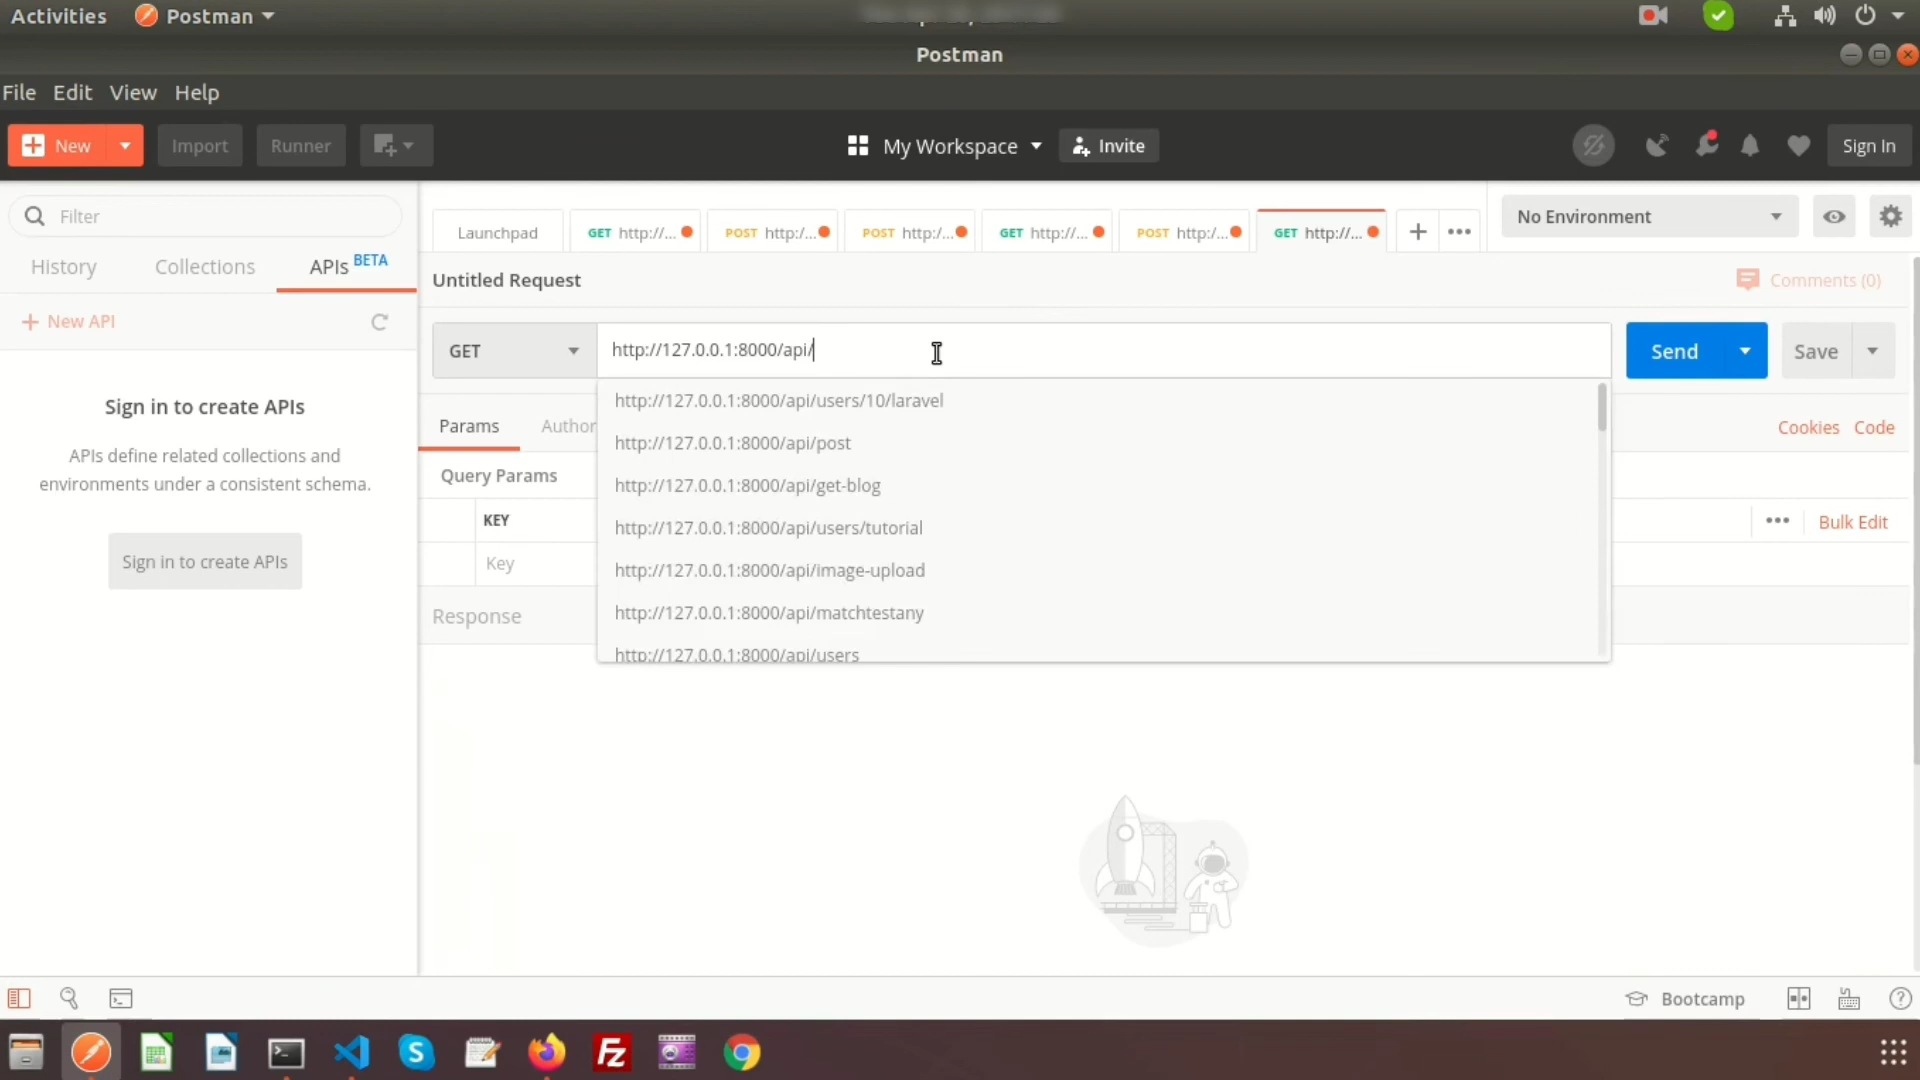 Activities Postman
Postman
File Edit View Help
New Import Runner My Workspace Invite Sign In
Filter
Launchpad GET http://... POST http:/... POST http:/... GET http://... POST http:/... GET http://... No Environment
History Collections APIs BETA
Untitled Request Comments (0)
New API
GET http://127.0.0.1:8000/api/ Send Save
http://127.0.0.1:8000/api/users/10/laravel
Sign in to create APIs
Params Author Cookies Code
http://127.0.0.1:8000/api/post
APIs define related collections and
environments under a consistent schema.
Query Params http://127.0.0.1:8000/api/get-blog
KEY http://127.0.0.1:8000/api/users/tutorial Bulk Edit
Sign in to create APIs
Key http://127.0.0.1:8000/api/image-upload
Response http://127.0.0.1:8000/api/matchtestany
http://127.0.0.1:8000/api/users
Bootcamp